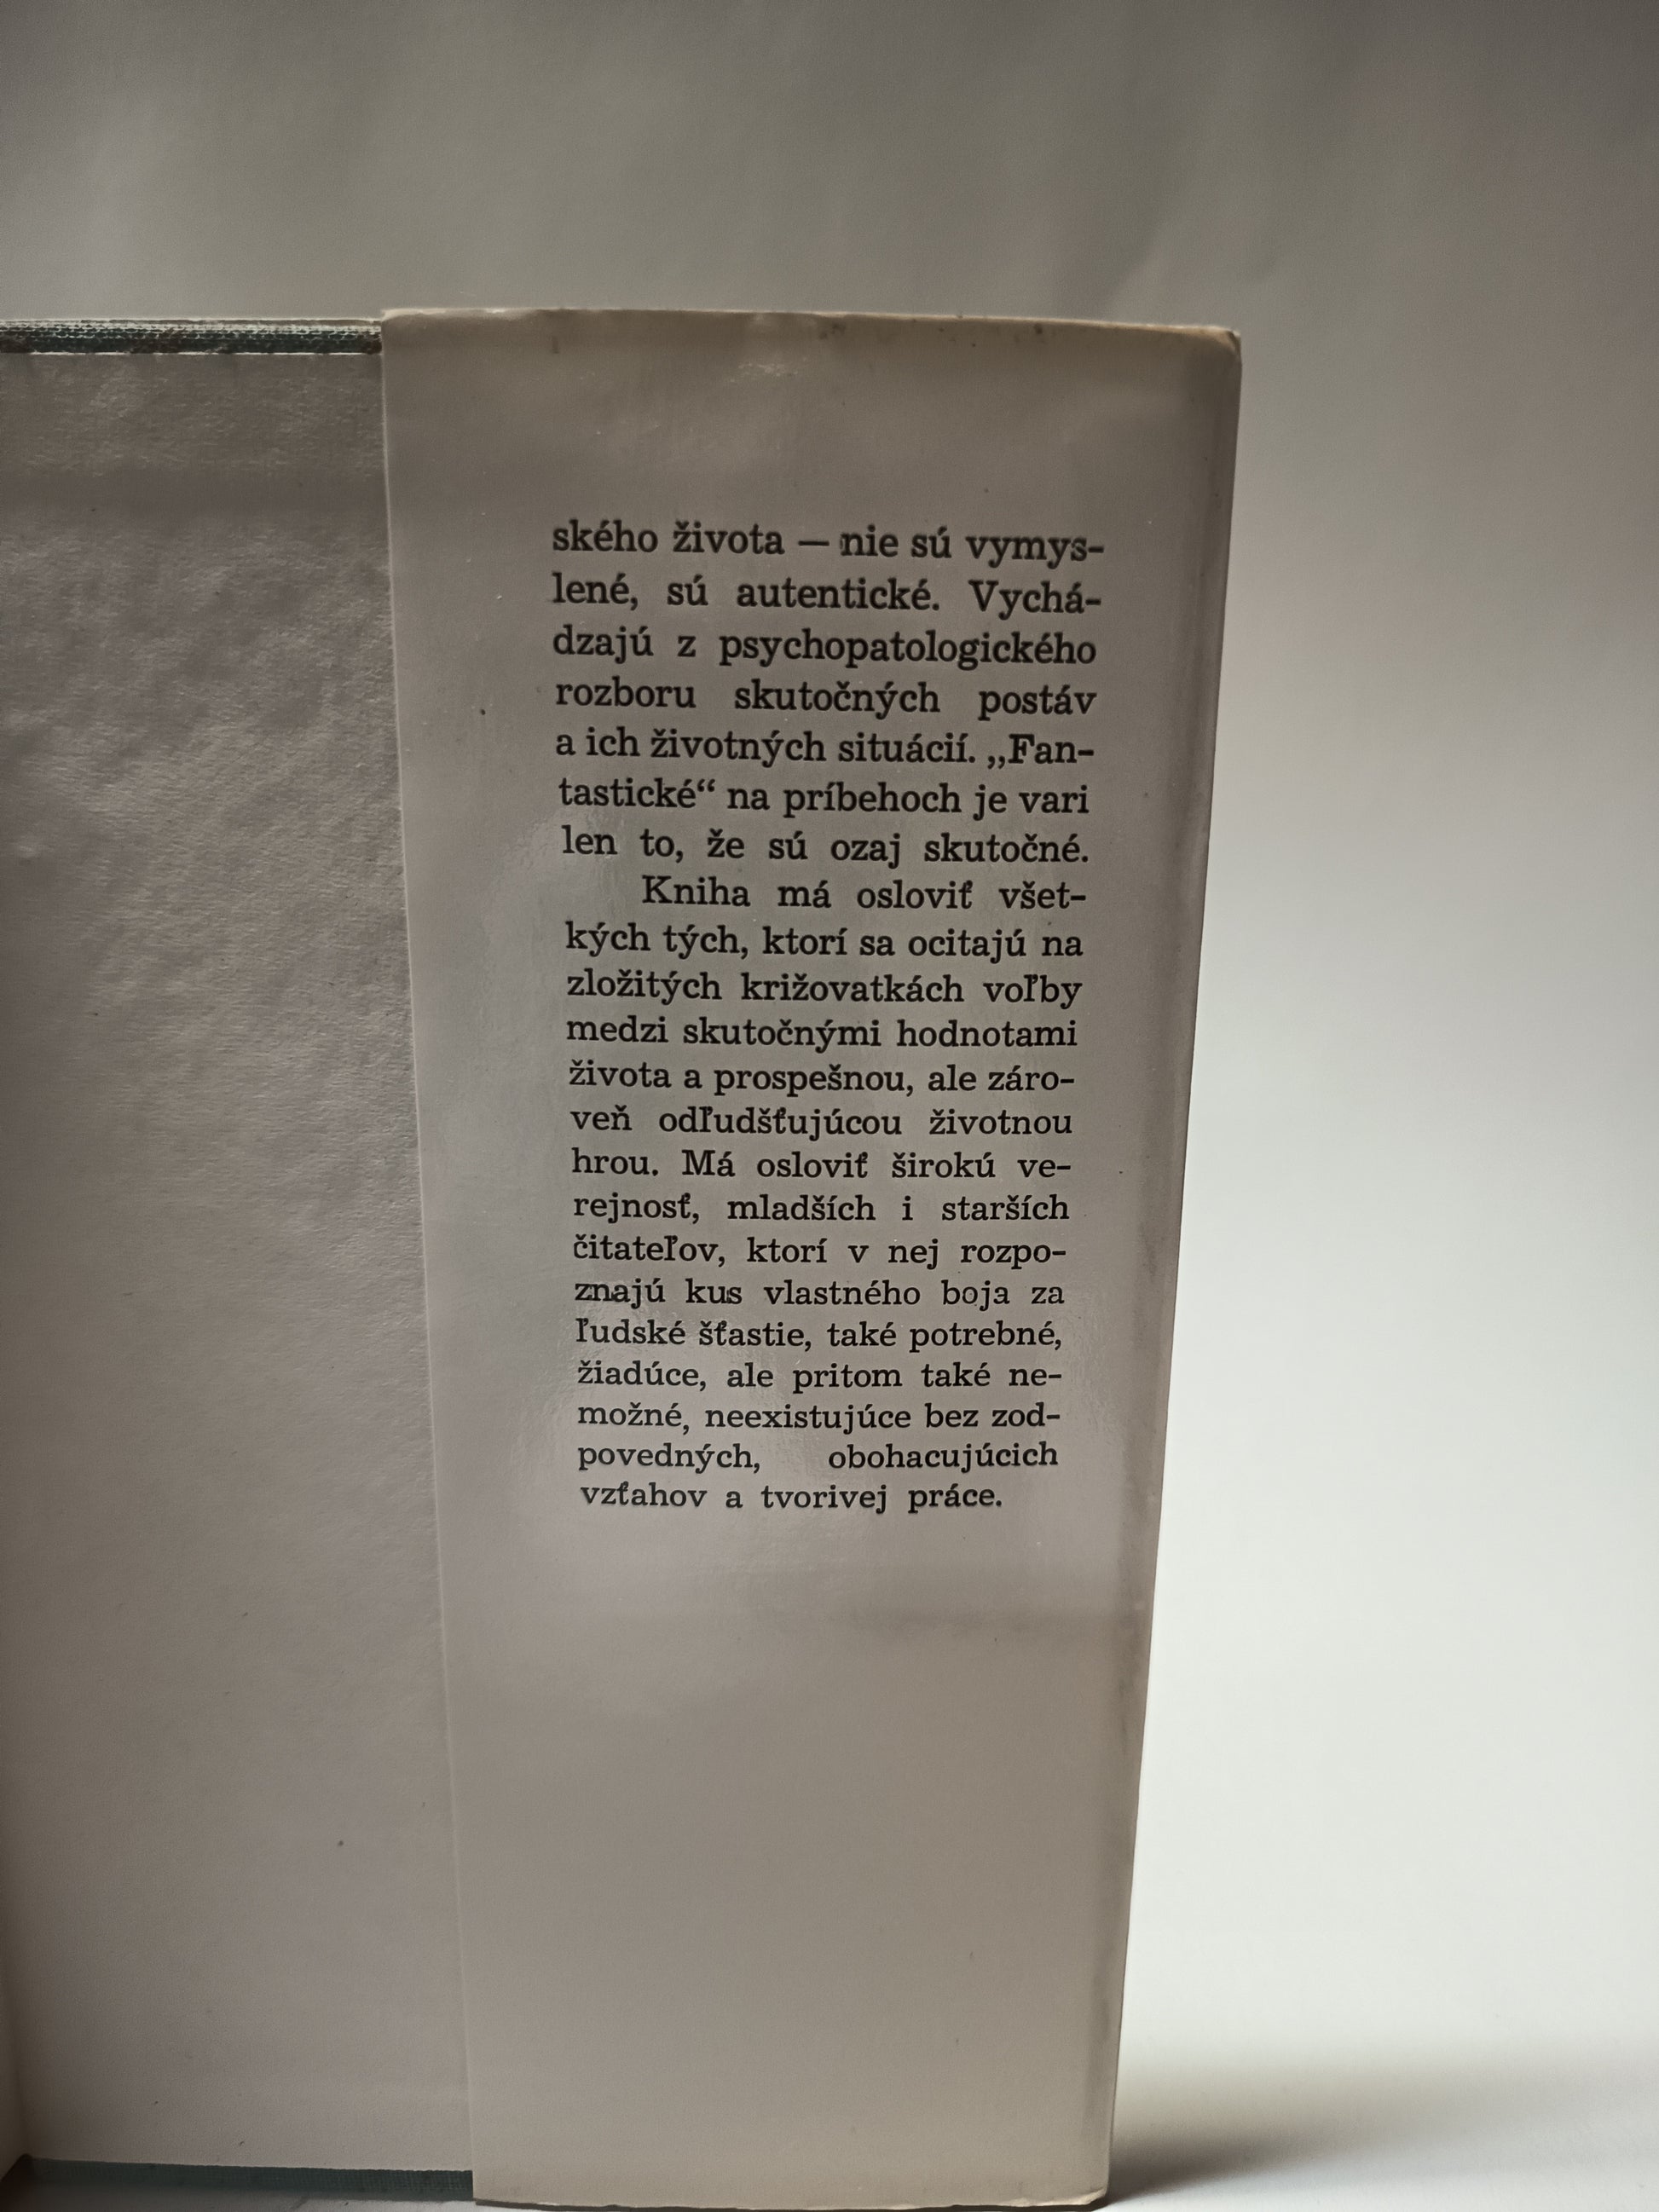 ského života — nie sú vymys-
lené, sú autentické. Vychá-
dzajú z psychopatologického
rozboru skutočných postáv
a ich životných situácií. „Fan-
tastické“ na príbehoch je vari
len to, že sú ozaj skutočné.
Kniha má osloviť všet-
kých tých, ktorí sa ocitajú na
zložitých križovatkách voľby
medzi skutočnými hodnotami
života a prospešnou, ale záro-
veň odľudšťujúcou životnou
hrou. Má osloviť širokú ve-
rejnosť, mladších i starších
čitateľov, ktorí v nej rozpo-
znajú kus vlastného boja za
ľudské šťastie, také potrebné,
žiadúce, ale pritom také ne-
možné, neexistujúce bez zod-
povedných, obohacujúcich
vzťahov a tvorivej práce.